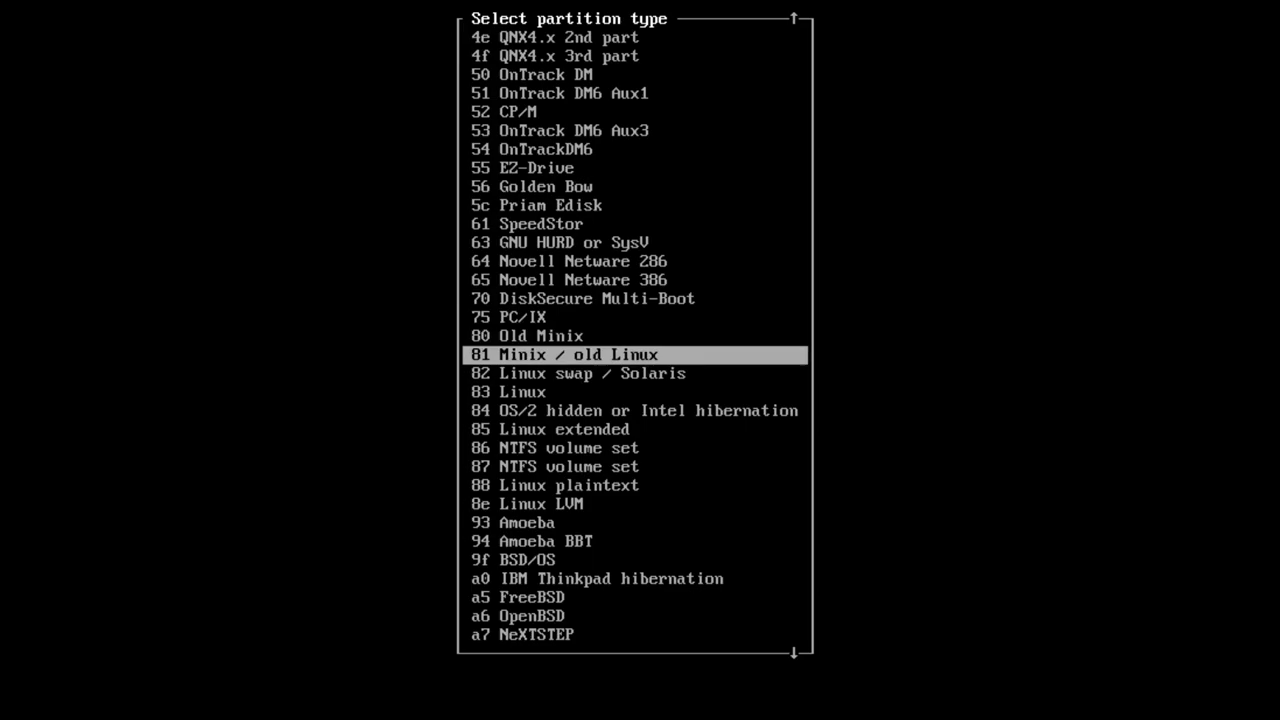 Select partition type
4e QNX4.x 2nd part
4f QNX4.x 3rd part
50 OnTrack DM
51 OnTrack DM6 Aux1
52 CP/M
53 OnTrack DM6 Aux3
54 OnTrackDM6
55 EZ-Drive
56 Golden Bow
5c Priam Edisk
61 SpeedStor
63 GNU HURD or SysV
64 Novell Netware 286
65 Novell Netware 386
70 DiskSecure Multi-Boot
75 PC/IX
80 Old Minix
81 Minix / old Linux
82 Linux swap / Solaris
83 Linux
84 OS/2 hidden or Intel hibernation
85 Linux extended
86 NTFS volume set
87 NTFS volume set
88 Linux plaintext
8e Linux LVM
93 Amoeba
94 Amoeba BBT
9f BSD/OS
a0 IBM Thinkpad hibernation
a5 FreeBSD
a6 OpenBSD
a7 NeXTSTEP